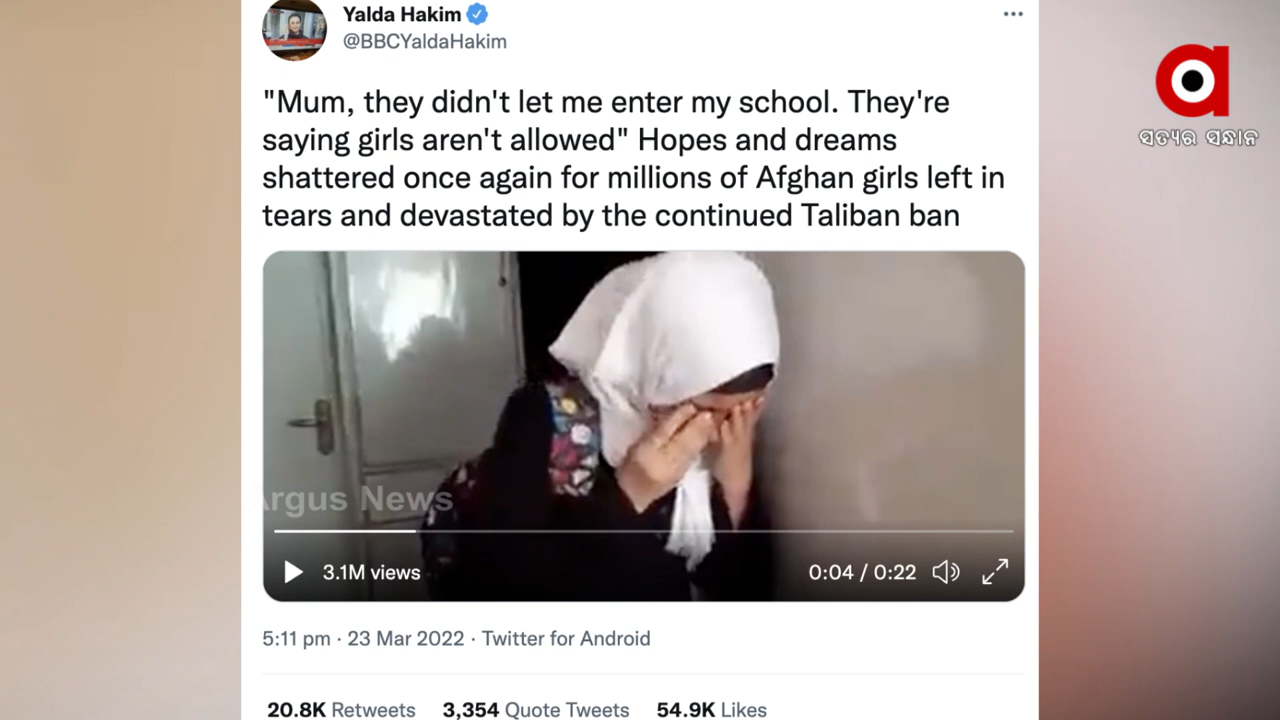 Yalda Hakim
@BBCYaldaHakim
"Mum, they didn't let me enter my school. They're
saying girls aren't allowed" Hopes and dreams
shattered once again for millions of Afghan girls left in
tears and devastated by the continued Taliban ban
ସତ୍ୟର ସନ୍ଧାନ
Argus News
3.1M views
0:04 / 0:22
5:11 pm · 23 Mar 2022 · Twitter for Android
20.8K Retweets 3,354 Quote Tweets 54.9K Likes